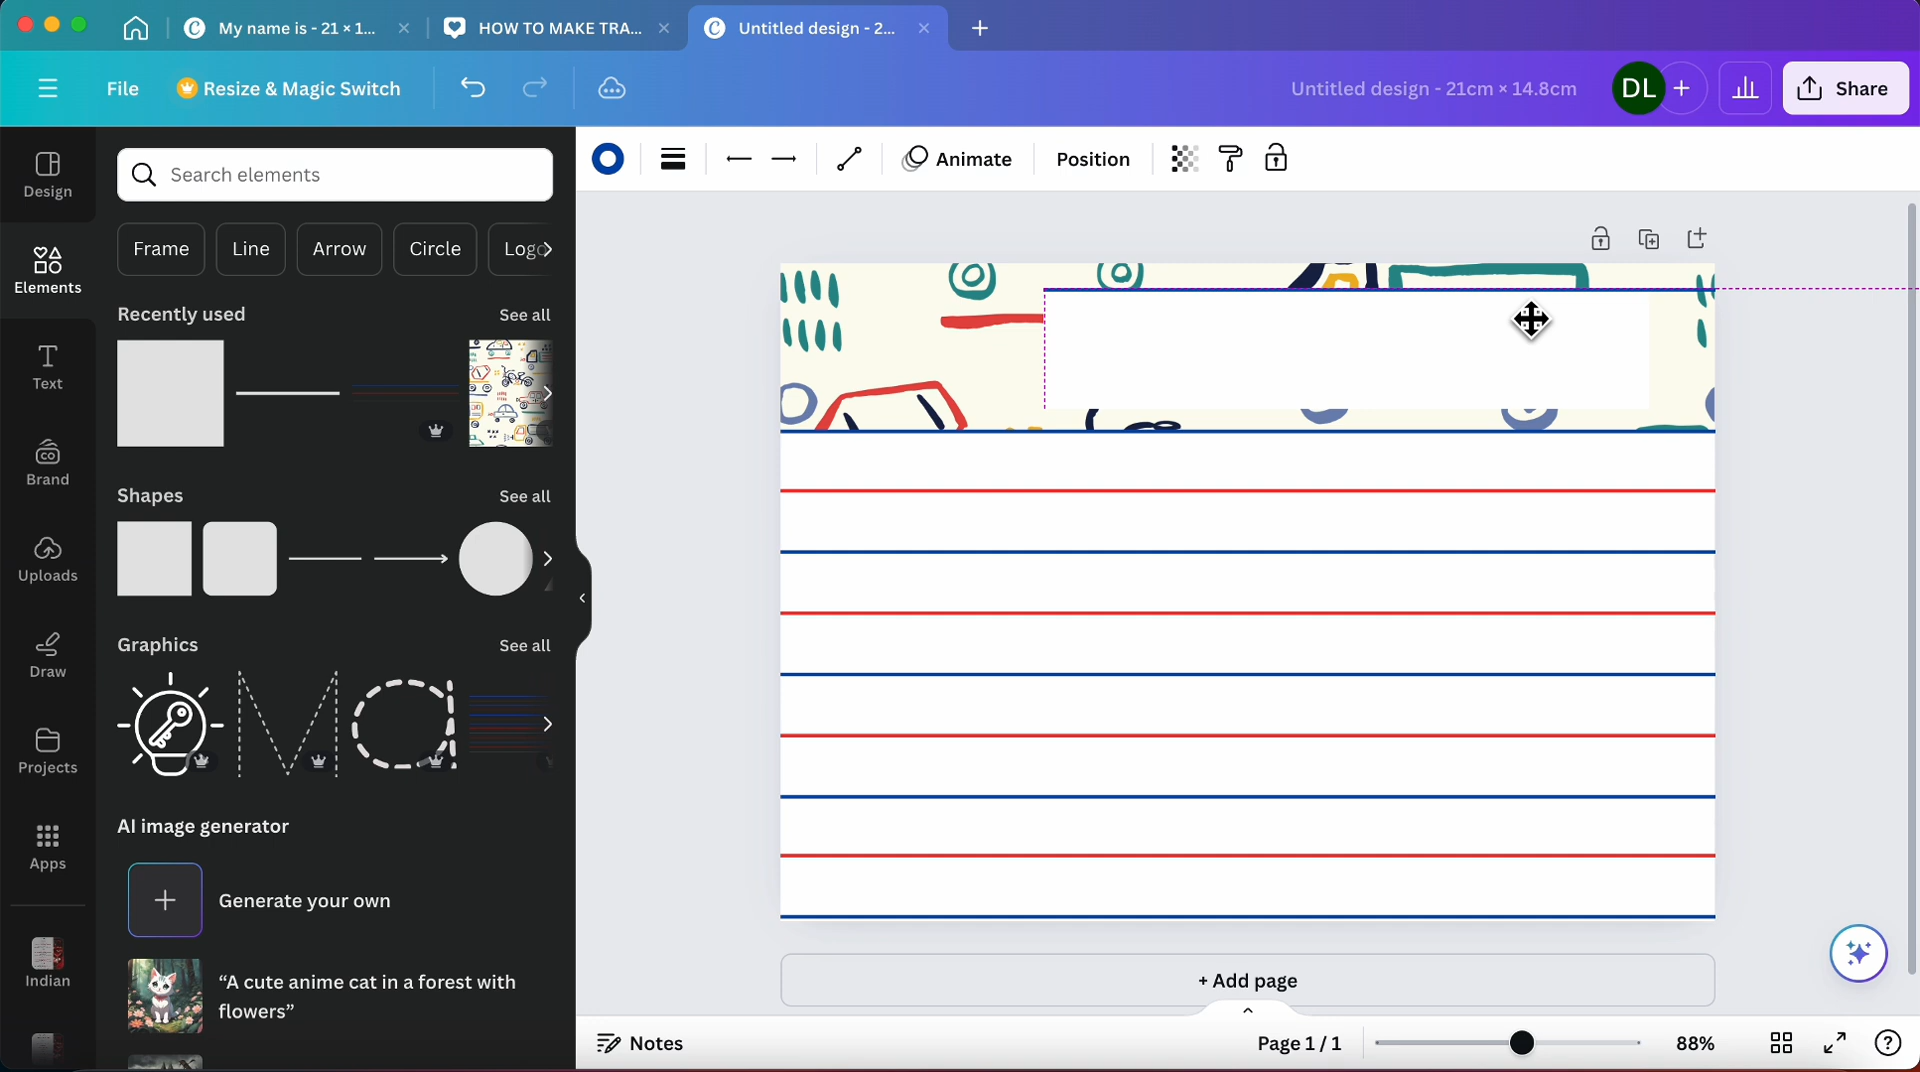 My name is - 21 × 1...
HOW TO MAKE TRA...
Untitled design - 2...
File
Resize & Magic Switch
Untitled design - 21cm × 14.8cm
DL
Share
Design
Elements
Text
Brand
Uploads
Draw
Projects
Apps
Indian
Search elements
Frame
Line
Arrow
Circle
Logo
Recently used
See all
Shapes
See all
Graphics
See all
AI image generator
Generate your own
“A cute anime cat in a forest with
flowers”
Animate
Position
+ Add page
Notes
Page 1 / 1
88%